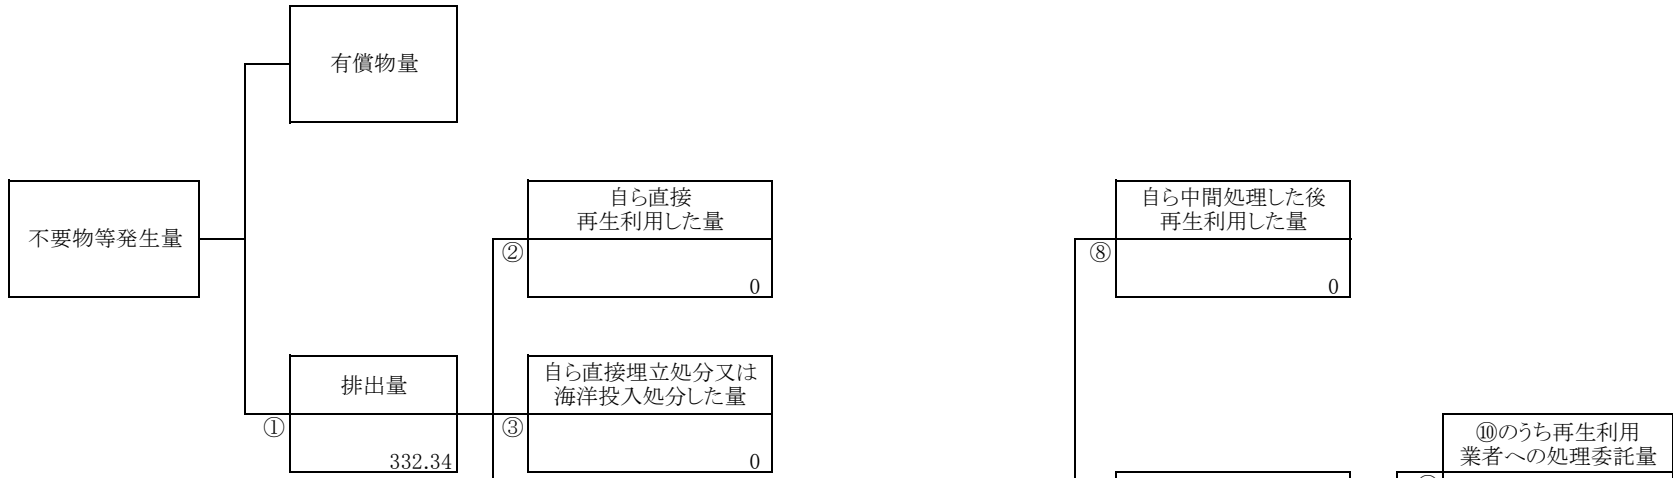 有償物量
不要物等発生量
自ら直接
再生利用した量
②
0
自ら中間処理した後
再生利用した量
⑧
0
排出量
①
332.34
自ら直接埋立処分又は
海洋投入処分した量
③
0
⑩のうち再生利用
業者への処理委託量